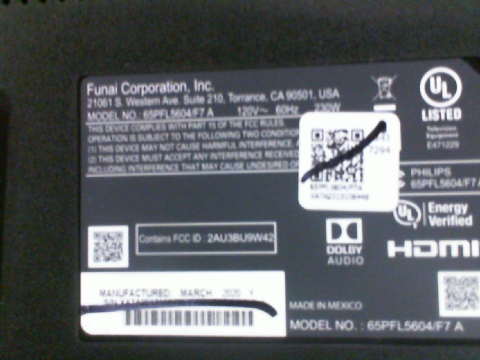 Funai Corporation, Inc.
21061 S. Western Ave. Suite 210, Torrance, CA 90501, USA
MODEL NO. 65PFL5604/F7 A 120V~ 60Hz 230W
THIS DEVICE COMPLIES WITH PART 15 OF THE FCC RULES.
OPERATION IS SUBJECT TO THE FOLLOWING TWO CONDITION
(1) THIS DEVICE MAY NOT CAUSE HARMFUL INTERFERENCE, A
(2) THIS DEVICE MUST ACCEPT ANY INTERFERENCE RECEIVED
INCLUDING INTERFERENCE THAT MAY CAUSE UNDESIRED
7294
UL
LISTED
Television
Equipment
E471229
PHILIPS
65PFL5604/F7
UL
Energy
Verified
Contains FCC ID : 2AU3BU9W42
DOLBY
AUDIO
HDMI
MANUFACTURED: MARCH 2020
MADE IN MEXICO
MODEL NO. : 65PFL5604/F7 A